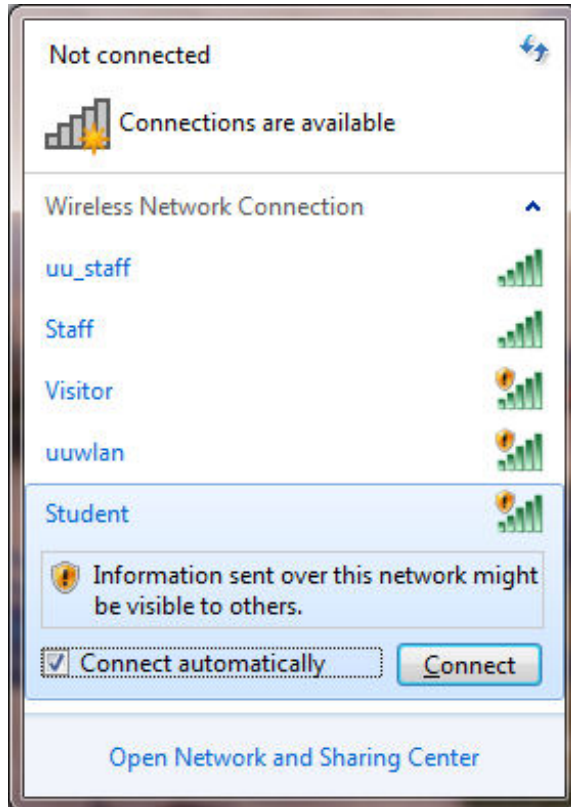 Not connected
Connections are available
Wireless Network Connection
uu_staff
Staff
Visitor
uuwlan
Student
Information sent over this network might
be visible to others.
Connect automatically
Connect
Open Network and Sharing Center